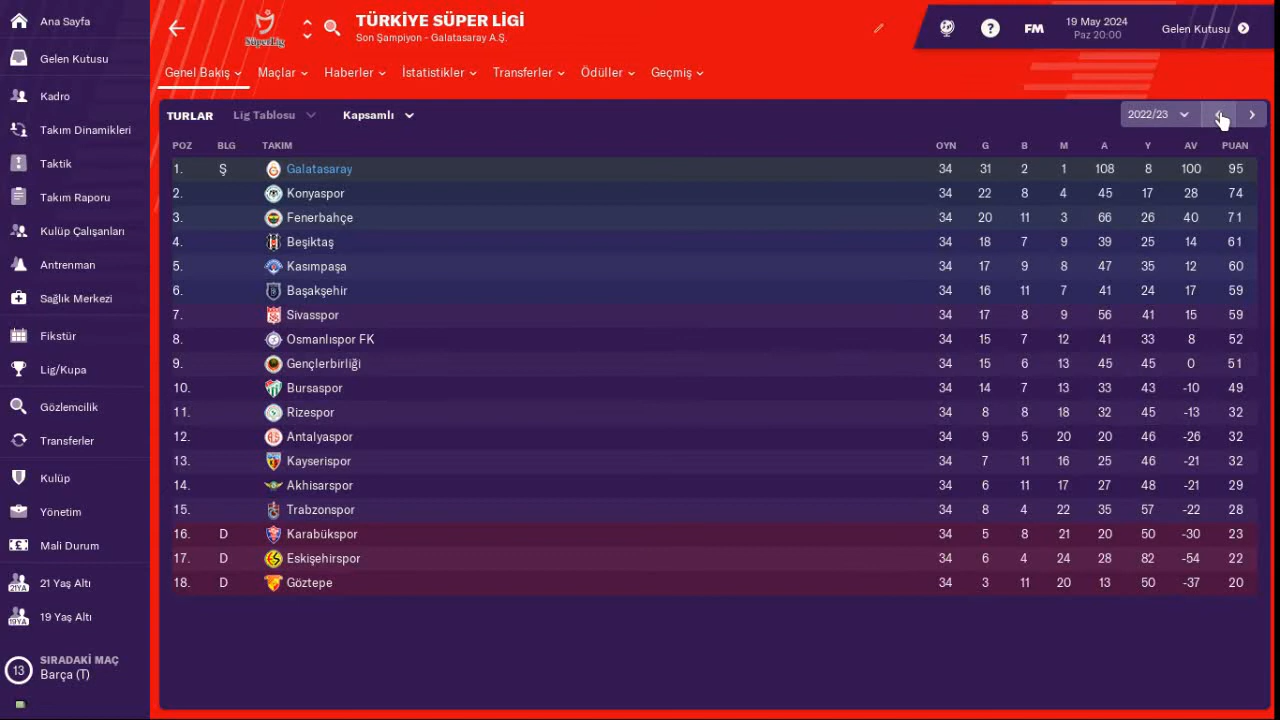 Ana Sayfa
Gelen Kutusu
Kadro
Takım Dinamikleri
Taktik
Takım Raporu
Kulüp Çalışanları
Antrenman
Sağlık Merkezi
Fikstür
Lig/Kupa
Gözlemcilik
Transferler
Kulüp
Yönetim
Mali Durum
21YA 21 Yaş Altı
19YA 19 Yaş Altı
13 SIRADAKİ MAÇ
Barça (T)
SüperLig
TÜRKİYE SÜPER LİGİ
Son Şampiyon - Galatasaray A.Ş.
? FM 19 May 2024 Gelen Kutusu
Paz 20:00
Genel Bakış Maçlar Haberler İstatistikler Transferler Ödüller Geçmiş
TURLAR Lig Tablosu Kapsamlı 2022/23
POZ BLG TAKIM OYN G B M A Y AV PUAN
1. Ş Galatasaray 34 31 2 1 108 8 100 95
2. Konyaspor 34 22 8 4 45 17 28 74
3. Fenerbahçe 34 20 11 3 66 26 40 71
4. Beşiktaş 34 18 7 9 39 25 14 61
5. Kasımpaşa 34 17 9 8 47 35 12 60
6. Başakşehir 34 16 11 7 41 24 17 59
7. Sivasspor 34 17 8 9 56 41 15 59
8. Osmanlıspor FK 34 15 7 12 41 33 8 52
9. Gençlerbirliği 34 15 6 13 45 45 0 51
10. Bursaspor 34 14 7 13 33 43 -10 49
11. Rizespor 34 8 8 18 32 45 -13 32
12. Antalyaspor 34 9 5 20 20 46 -26 32
13. Kayserispor 34 7 11 16 25 46 -21 32
14. Akhisarspor 34 6 11 17 27 48 -21 29
15. Trabzonspor 34 8 4 22 35 57 -22 28
16. D Karabükspor 34 5 8 21 20 50 -30 23
17. D Eskişehirspor 34 6 4 24 28 82 -54 22
18. D Göztepe 34 3 11 20 13 50 -37 20